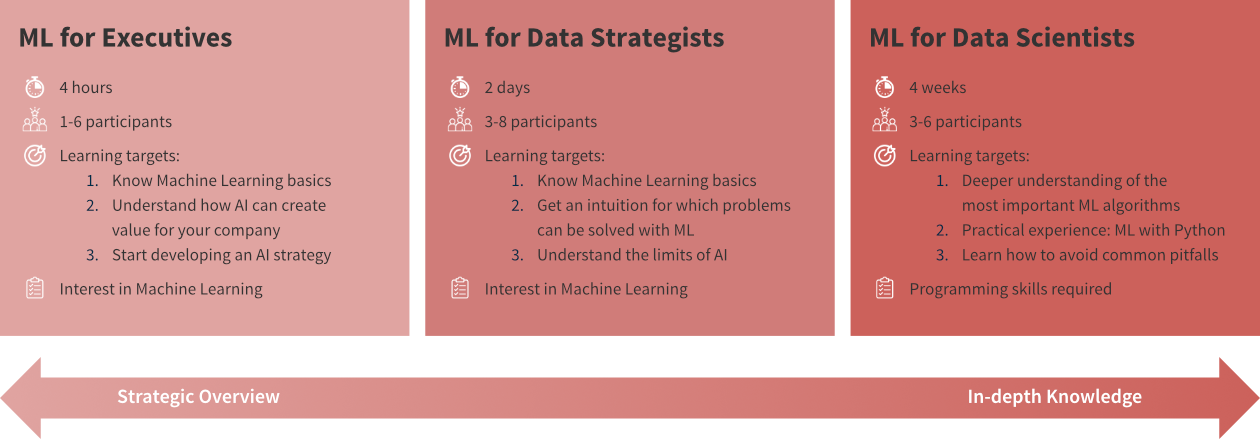 ML for Executives
4 hours
1-6 participants
Learning targets:
1. Know Machine Learning basics
2. Understand how AI can create
value for your company
3. Start developing an AI strategy
Interest in Machine Learning
ML for Data Strategists
2 days
3-8 participants
Learning targets:
1. Know Machine Learning basics
2. Get an intuition for which problems
can be solved with ML
3. Understand the limits of AI
Interest in Machine Learning
ML for Data Scientists
4 weeks
3-6 participants
Learning targets:
1. Deeper understanding of the
most important ML algorithms
2. Practical experience: ML with Python
3. Learn how to avoid common pitfalls
Programming skills required
Strategic Overview
In-depth Knowledge